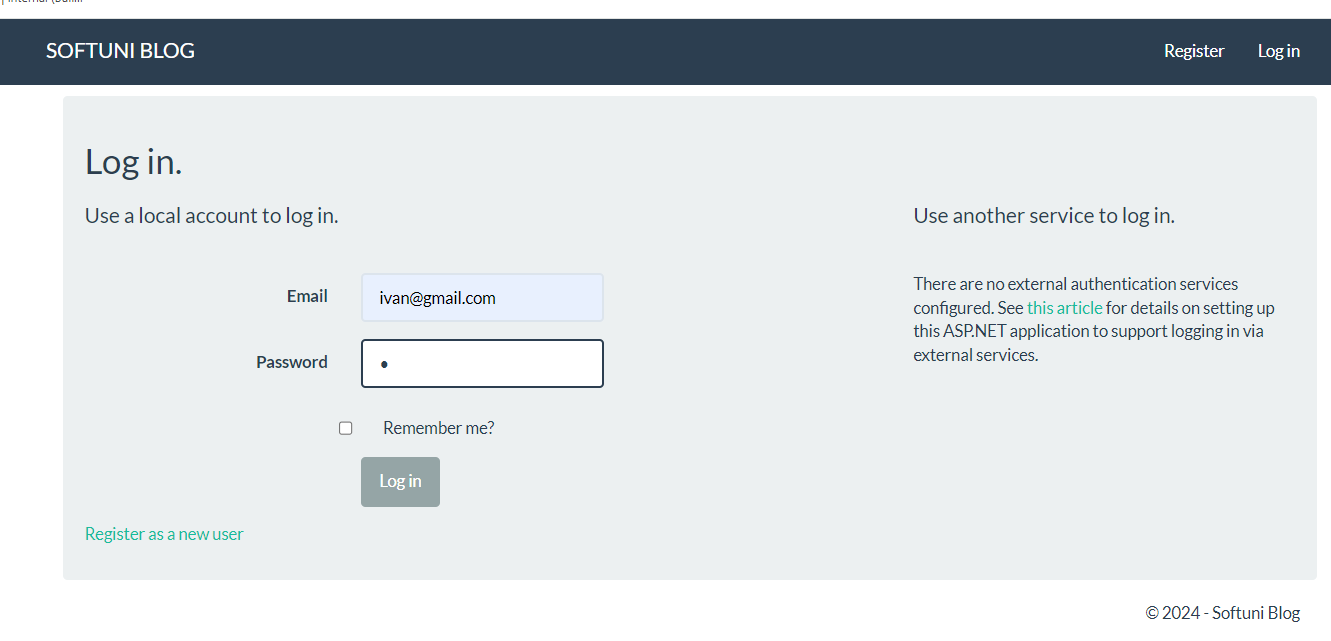 SOFTUNI BLOG
Register
Log in
Log in.
Use a local account to log in.
Email
ivan@gmail.com
Password
Remember me?
Log in
Register as a new user
Use another service to log in.
There are no external authentication services
configured. See this article for details on setting up
this ASP.NET application to support logging in via
external services.
© 2024 - Softuni Blog